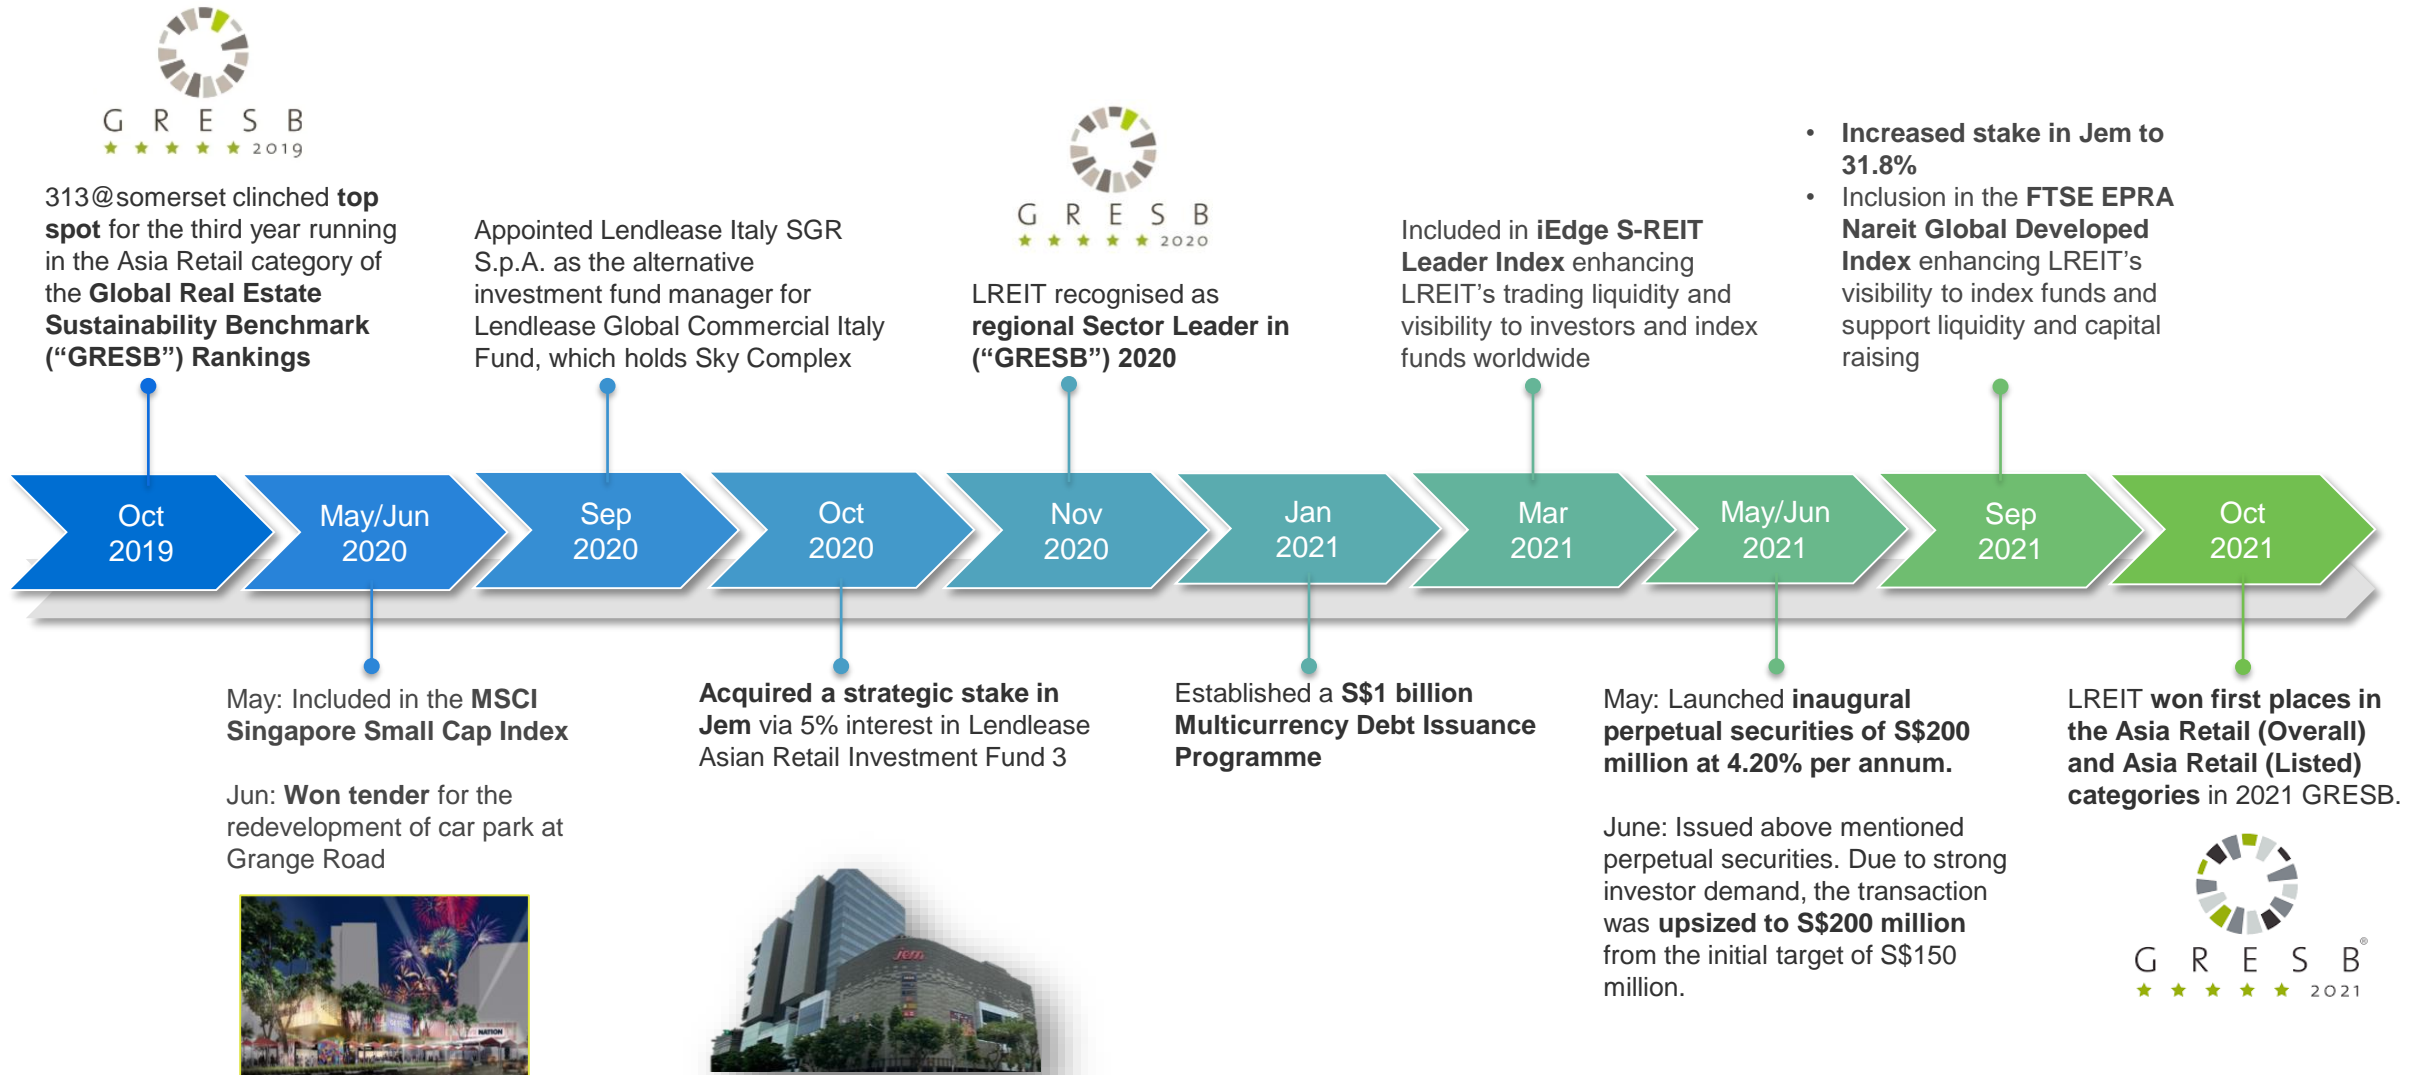 G R E S B
2019
313@somerset clinched top
spot for the third year running
in the Asia Retail category of
the Global Real Estate
Sustainability Benchmark
(“GRESB”) Rankings
Appointed Lendlease Italy SGR
S.p.A. as the alternative
investment fund manager for
Lendlease Global Commercial Italy
Fund, which holds Sky Complex
G R E S B
2020
LREIT recognised as
regional Sector Leader in
(“GRESB”) 2020
Included in iEdge S-REIT
Leader Index enhancing
LREIT’s trading liquidity and
visibility to investors and index
funds worldwide
• Increased stake in Jem to
31.8%
• Inclusion in the FTSE EPRA
Nareit Global Developed
Index enhancing LREIT’s
visibility to index funds and
support liquidity and capital
raising
Oct
2019
May/Jun
2020
Sep
2020
Oct
2020
Nov
2020
Jan
2021
Mar
2021
May/Jun
2021
Sep
2021
Oct
2021
May: Included in the MSCI
Singapore Small Cap Index
Jun: Won tender for the
redevelopment of car park at
Grange Road
NATION
Acquired a strategic stake in
Jem via 5% interest in Lendlease
Asian Retail Investment Fund 3
jem
Established a S$1 billion
Multicurrency Debt Issuance
Programme
May: Launched inaugural
perpetual securities of S$200
million at 4.20% per annum.
June: Issued above mentioned
perpetual securities. Due to strong
investor demand, the transaction
was upsized to S$200 million
from the initial target of S$150
million.
LREIT won first places in
the Asia Retail (Overall)
and Asia Retail (Listed)
categories in 2021 GRESB.
G R E S B®
2021